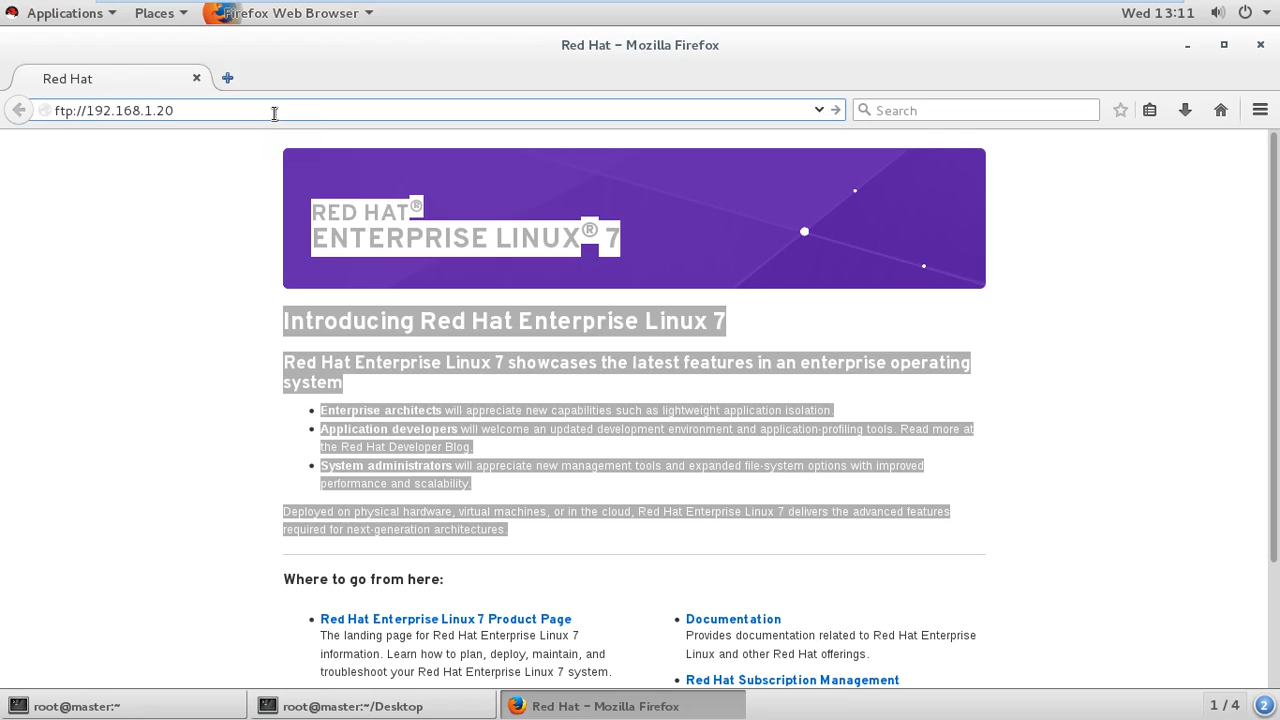 Applications Places Firefox Web Browser Wed 13:11
Red Hat – Mozilla Firefox
Red Hat
ftp://192.168.1.20 Search
RED HAT®
ENTERPRISE LINUX® 7
Introducing Red Hat Enterprise Linux 7
Red Hat Enterprise Linux 7 showcases the latest features in an enterprise operating
system
• Enterprise architects will appreciate new capabilities such as lightweight application isolation.
• Application developers will welcome an updated development environment and application-profiling tools. Read more at
the Red Hat Developer Blog.
• System administrators will appreciate new management tools and expanded file-system options with improved
performance and scalability.
Deployed on physical hardware, virtual machines, or in the cloud, Red Hat Enterprise Linux 7 delivers the advanced features
required for next-generation architectures.
Where to go from here:
• Red Hat Enterprise Linux 7 Product Page
The landing page for Red Hat Enterprise Linux 7
information. Learn how to plan, deploy, maintain, and
troubleshoot your Red Hat Enterprise Linux 7 system.
• Documentation
Provides documentation related to Red Hat Enterprise
Linux and other Red Hat offerings.
• Red Hat Subscription Management
root@master:~ root@master:~/Desktop Red Hat – Mozilla Firefox 1 / 4 2